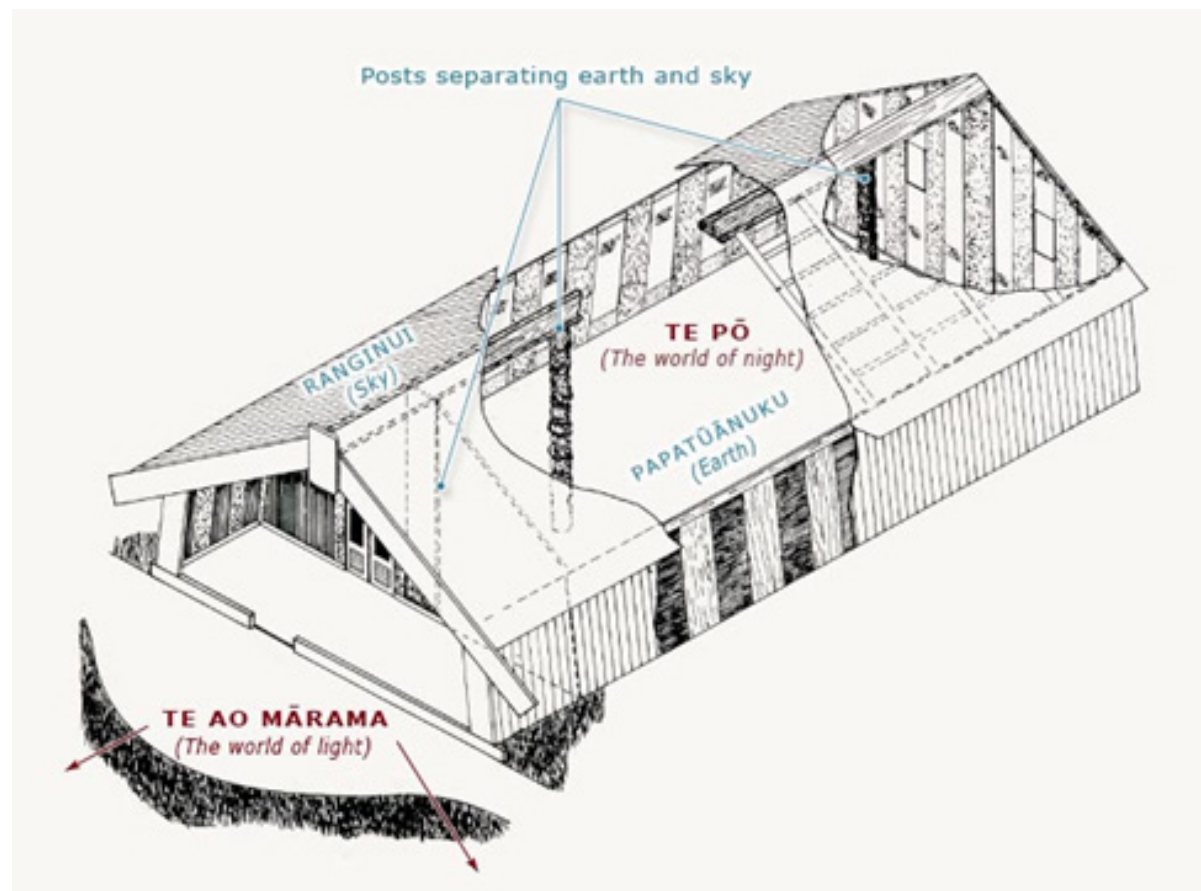 Posts separating earth and sky
RANGINUI
(Sky)
TE PŌ
(The world of night)
PAPATŪĀNUKU
(Earth)
TE AO MĀRAMA
(The world of light)